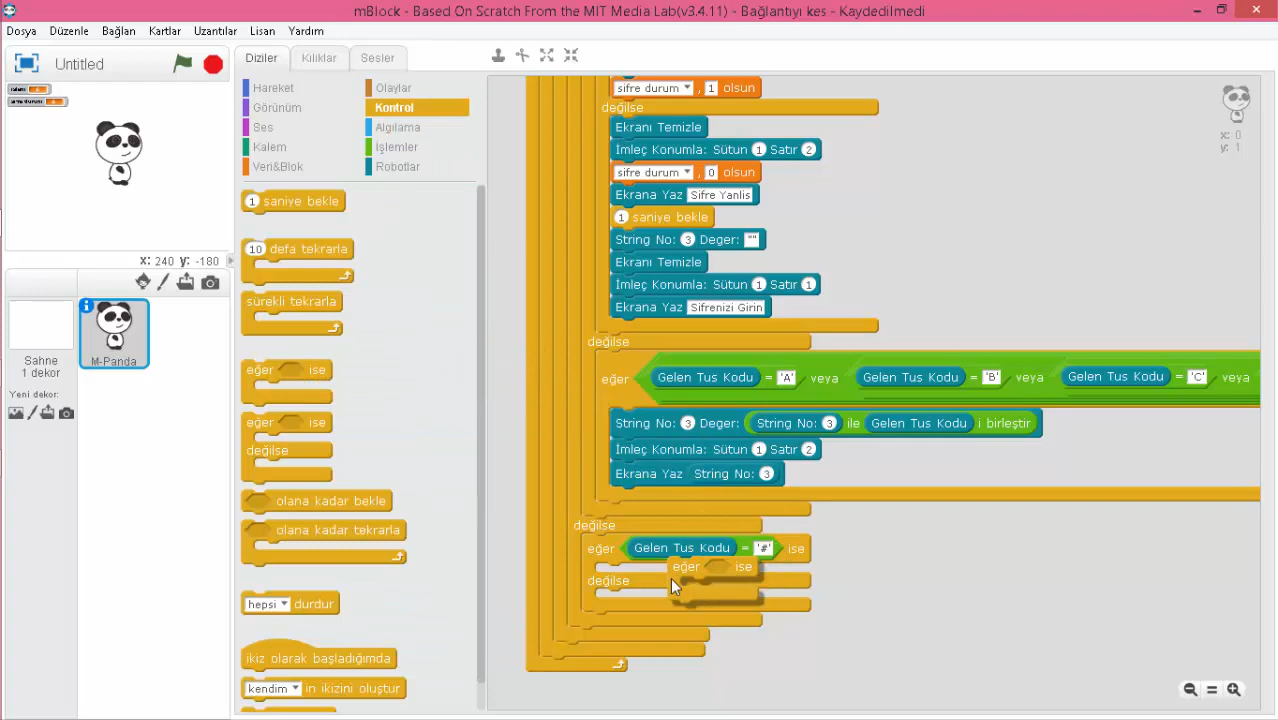 mBlock - Based On Scratch From the MIT Media Lab(v3.4.11) - Bağlantıyı kes - Kaydedilmedi
Dosya Düzenle Bağlan Kartlar Uzantılar Lisan Yardım
Untitled
x: 240 y: -180
Sahne
1 dekor
Yeni dekor:
M-Panda
Diziler Kılıklar Sesler
Hareket Olaylar
Görünüm Kontrol
Ses Algılama
Kalem İşlemler
Veri&Blok Robotlar
1 saniye bekle
10 defa tekrarla
sürekli tekrarla
eğer ise
eğer ise
değilse
olana kadar bekle
olana kadar tekrarla
hepsi durdur
ikiz olarak başladığımda
kendim in ikizini oluştur
sifre durum , 1 olsun
değilse
Ekranı Temizle
İmleç Konumla: Sütun 1 Satır 2
sifre durum , 0 olsun
Ekrana Yaz Sifre Yanlis
1 saniye bekle
String No: 3 Deger: ""
Ekranı Temizle
İmleç Konumla: Sütun 1 Satır 1
Ekrana Yaz Sifrenizi Girin
değilse
eğer Gelen Tus Kodu = 'A' veya Gelen Tus Kodu = 'B' veya Gelen Tus Kodu = 'C' veya
String No: 3 Deger: String No: 3 ile Gelen Tus Kodu i birleştir
İmleç Konumla: Sütun 1 Satır 2
Ekrana Yaz String No: 3
değilse
eğer Gelen Tus Kodu = '#' ise
eğer ise
değilse
x: 0
y: 1